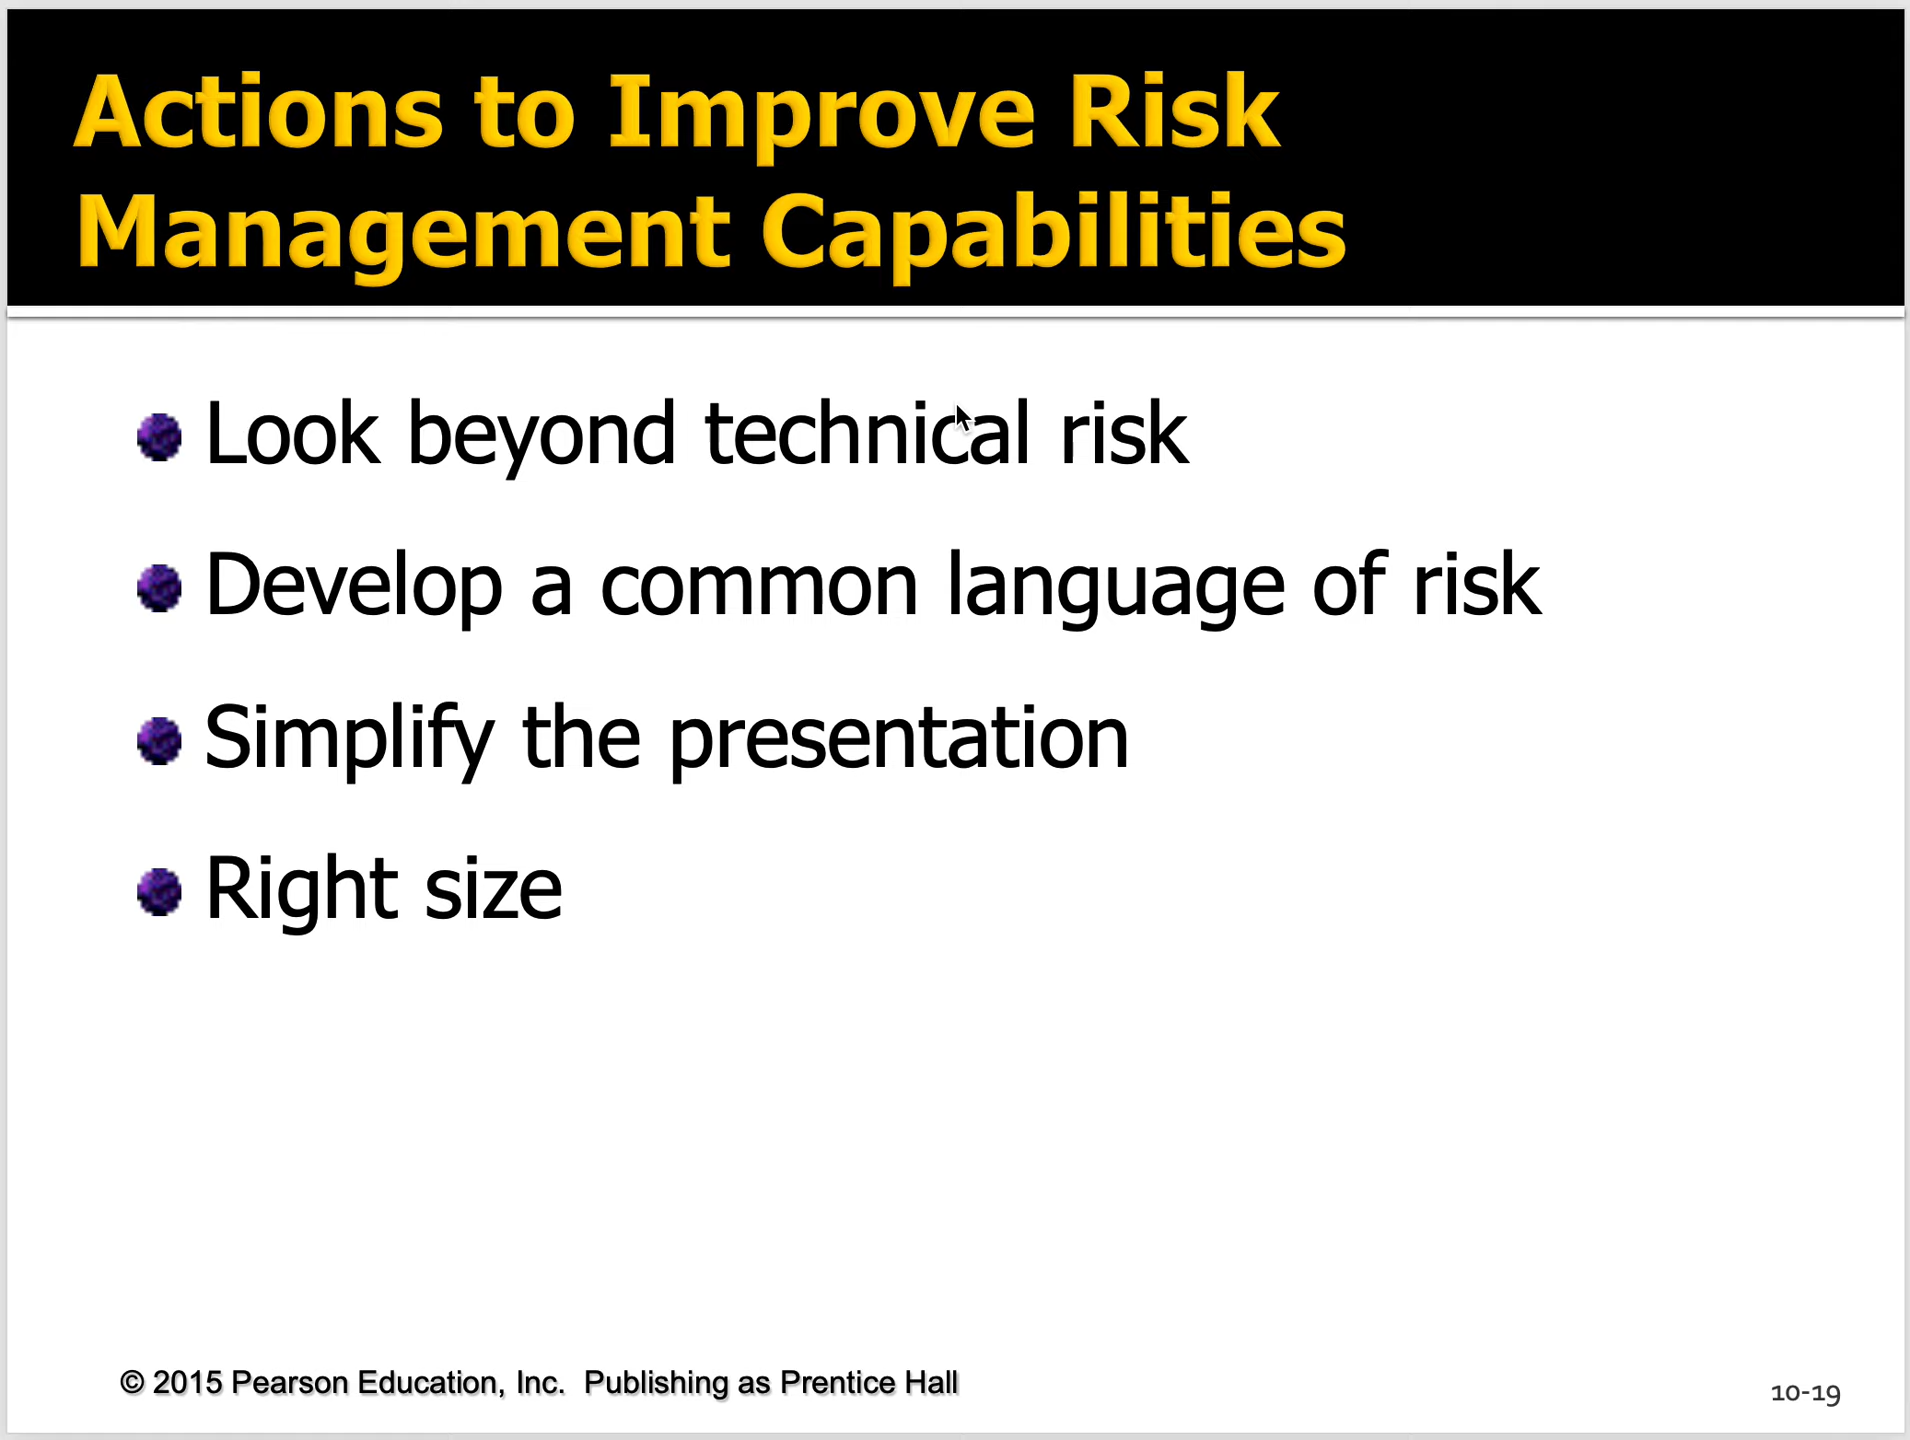 Actions to Improve Risk
Management Capabilities
Look beyond technical risk
Develop a common language of risk
Simplify the presentation
Right size
© 2015 Pearson Education, Inc.  Publishing as Prentice Hall
10-19